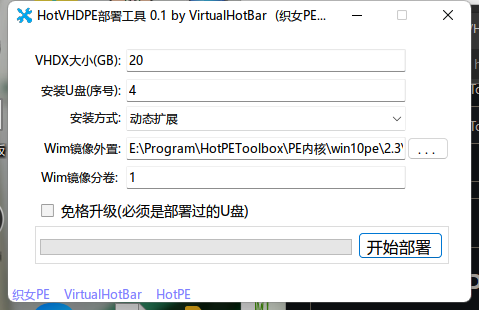 HotVHDPE部署工具 0.1 by VirtualHotBar（织女PE...
VHDX大小(GB): 20
安装U盘(序号): 4
安装方式: 动态扩展
Wim镜像外置: E:\Program\HotPEToolbox\PE内核\win10pe\2.3\ ...
Wim镜像分卷: 1
免格升级(必须是部署过的U盘)
开始部署
织女PE VirtualHotBar HotPE